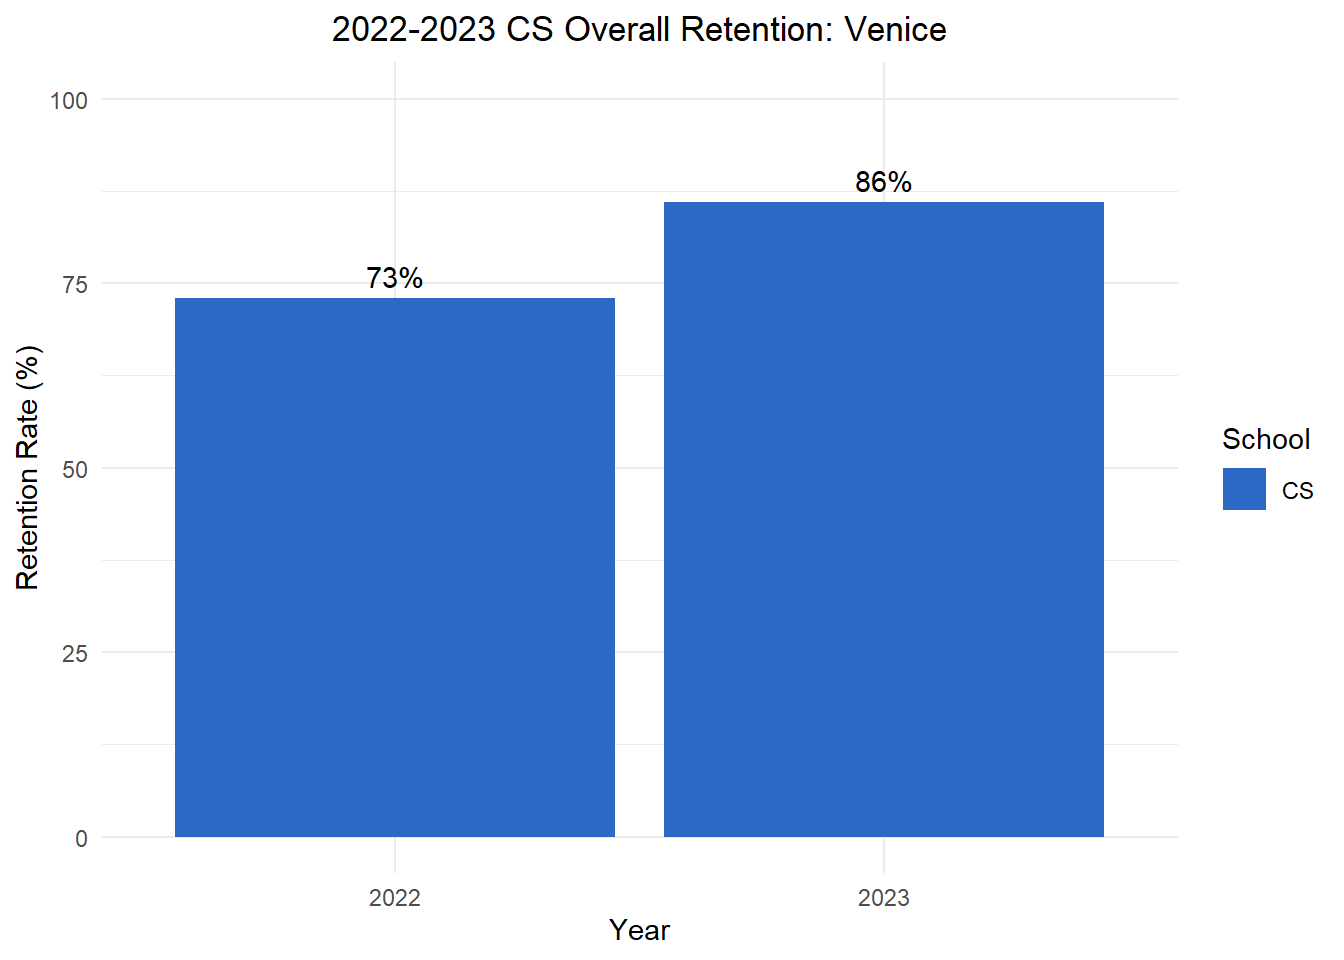 2022-2023 CS Overall Retention: Venice
100
75
50
25
0
Retention Rate (%)
73%
86%
2022
2023
Year
School
CS